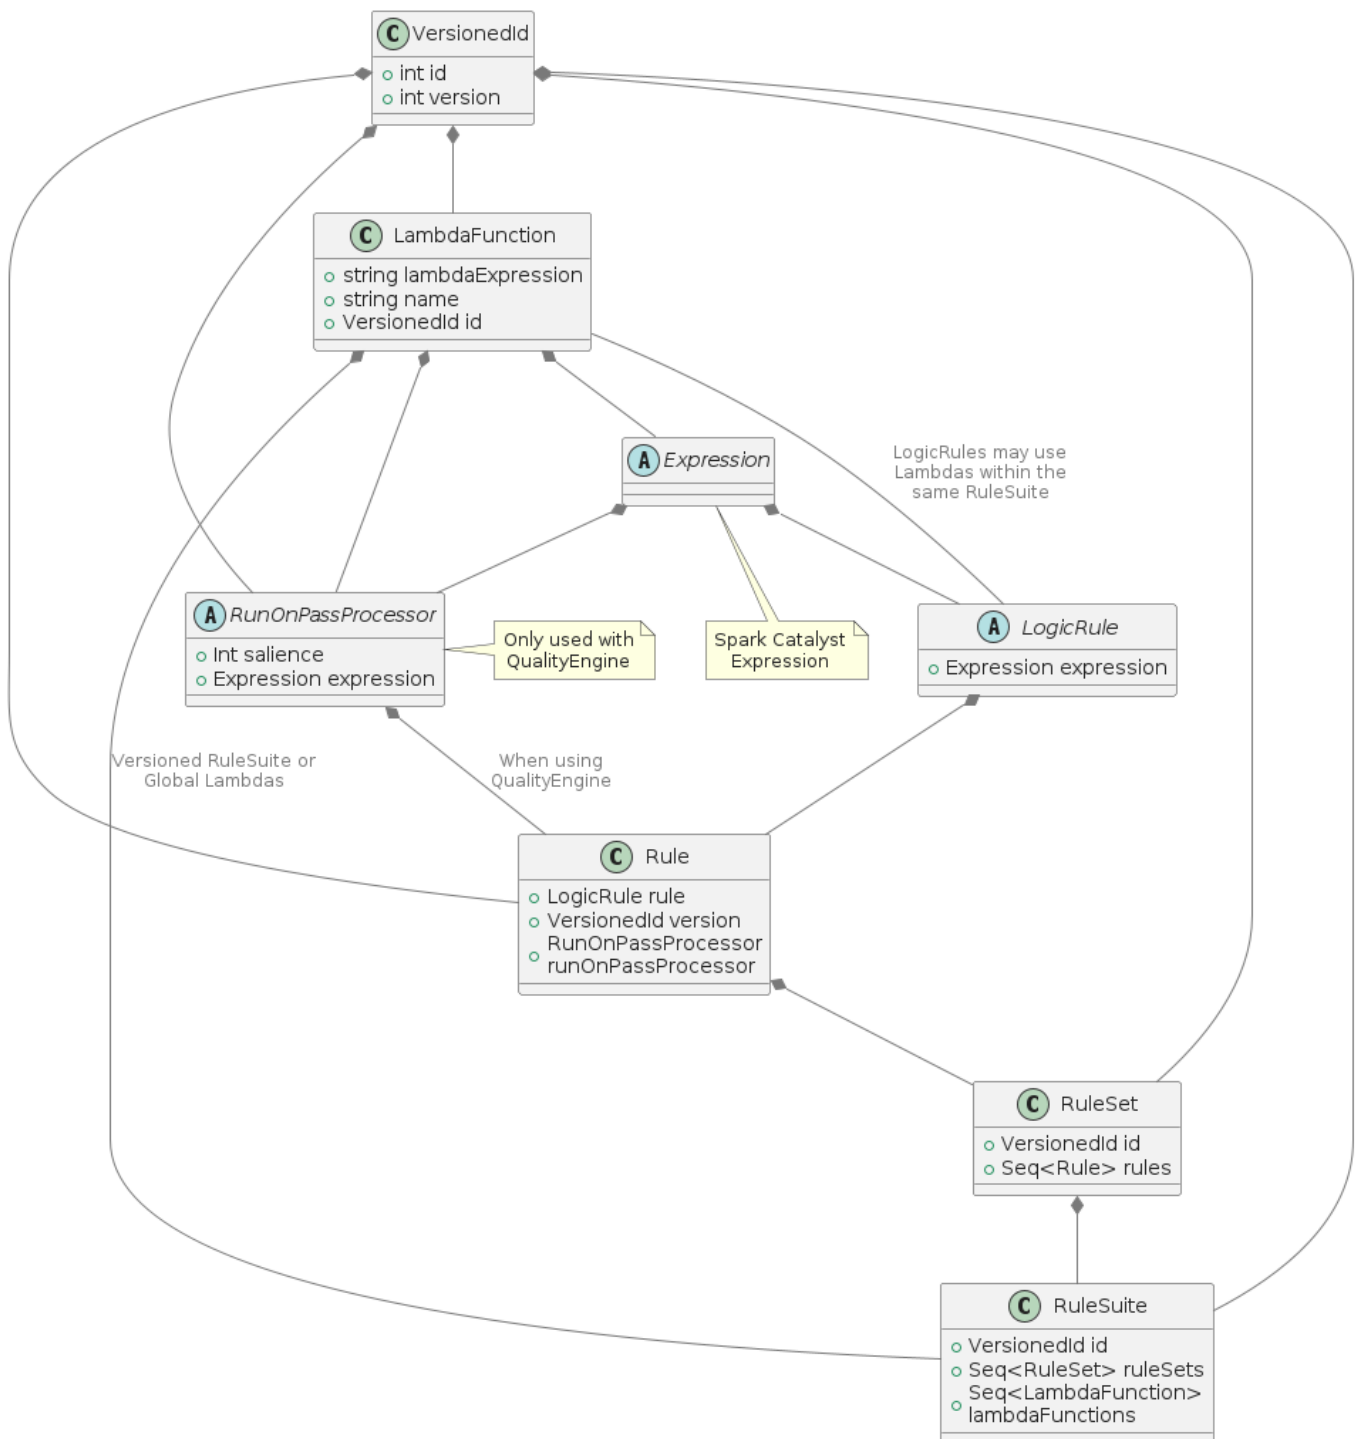 C VersionedId
int id
int version
C LambdaFunction
string lambdaExpression
string name
VersionedId id
A Expression
LogicRules may use
Lambdas within the
same RuleSuite
A RunOnPassProcessor
Int salience
Expression expression
Only used with
QualityEngine
Spark Catalyst
Expression
A LogicRule
Expression expression
Versioned RuleSuite or
Global Lambdas
When using
QualityEngine
C Rule
LogicRule rule
VersionedId version
RunOnPassProcessor
runOnPassProcessor
C RuleSet
VersionedId id
Seq<Rule> rules
C RuleSuite
VersionedId id
Seq<RuleSet> ruleSets
Seq<LambdaFunction>
lambdaFunctions